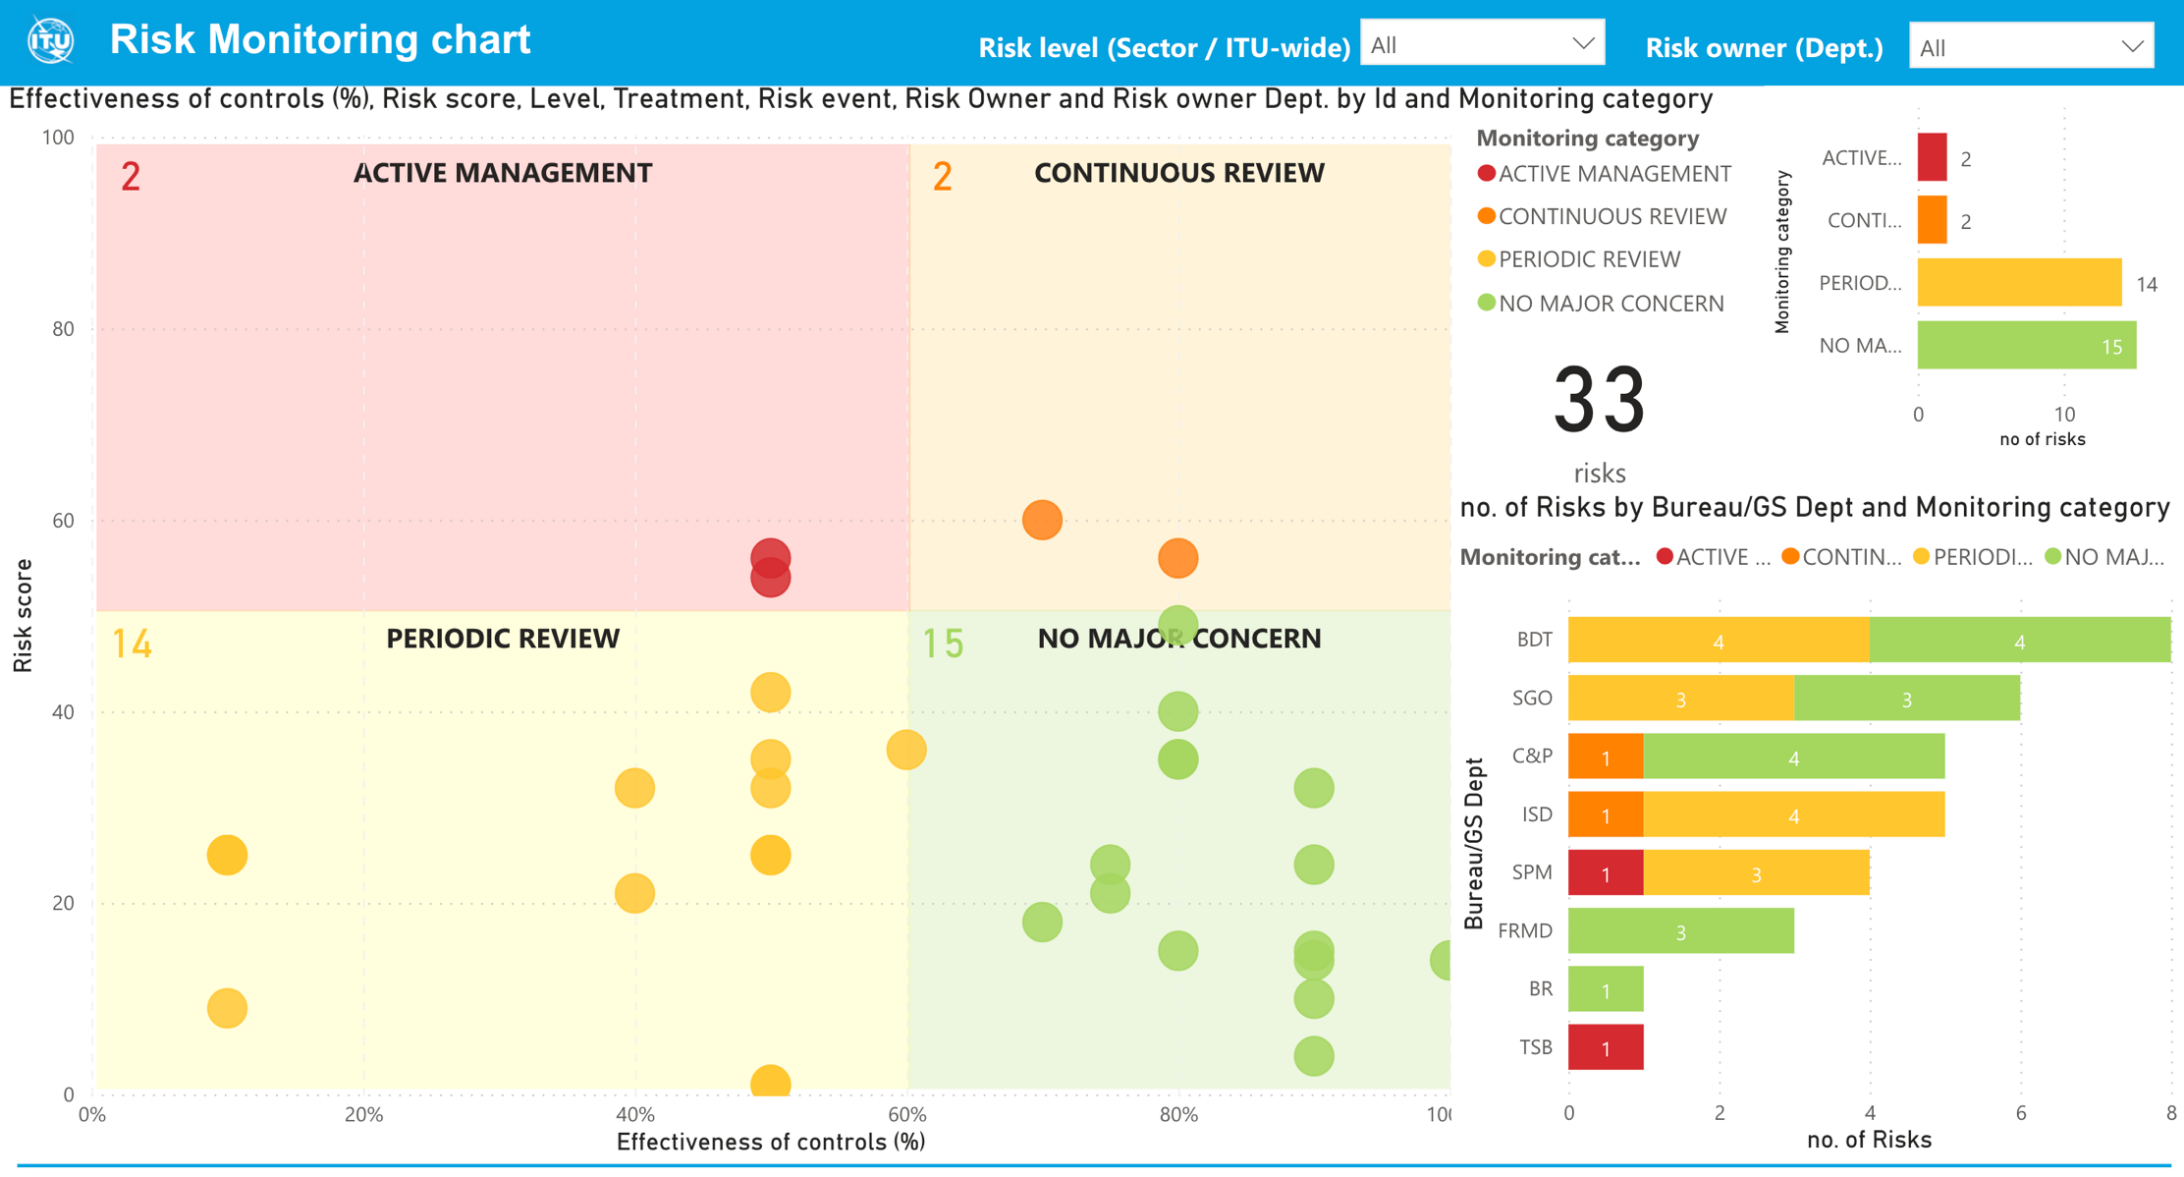 ITU
Risk Monitoring chart
Risk level (Sector / ITU-wide)
All
Risk owner (Dept.)
All
Effectiveness of controls (%), Risk score, Level, Treatment, Risk event, Risk Owner and Risk owner Dept. by Id and Monitoring category
100
80
60
40
20
0
Risk score
2
ACTIVE MANAGEMENT
2
CONTINUOUS REVIEW
14
PERIODIC REVIEW
15
NO MAJOR CONCERN
0%
20%
40%
60%
80%
100
Effectiveness of controls (%)
Monitoring category
ACTIVE MANAGEMENT
CONTINUOUS REVIEW
PERIODIC REVIEW
NO MAJOR CONCERN
33
risks
Monitoring category
ACTIVE... 2
CONTI... 2
PERIOD... 14
NO MA... 15
0 10
no of risks
no. of Risks by Bureau/GS Dept and Monitoring category
Monitoring cat... ACTIVE ... CONTIN... PERIODI... NO MAJ...
Bureau/GS Dept
BDT 4 4
SGO 3 3
C&P 1 4
ISD 1 4
SPM 1 3
FRMD 3
BR 1
TSB 1
0 2 4 6 8
no. of Risks